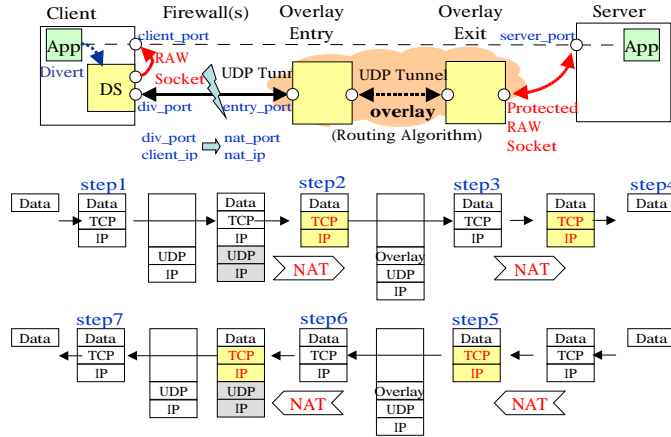 Client Firewall(s) Overlay Entry Overlay Exit Server
App client_port server_port App
Divert RAW Socket UDP Tunn UDP Tunnel
DS overlay
div_port entry_port (Routing Algorithm) Protected RAW Socket
div_port nat_port
client_ip nat_ip
step1 step2 step3 step4
Data Data Data Data Data Data Data
TCP TCP TCP TCP TCP
IP IP IP IP IP
UDP UDP Overlay
IP IP UDP
IP
NAT NAT
step7 step6 step5
Data Data Data Data Data Data Data
TCP TCP TCP TCP TCP
IP IP IP IP IP
UDP UDP Overlay
IP IP UDP
IP
NAT NAT